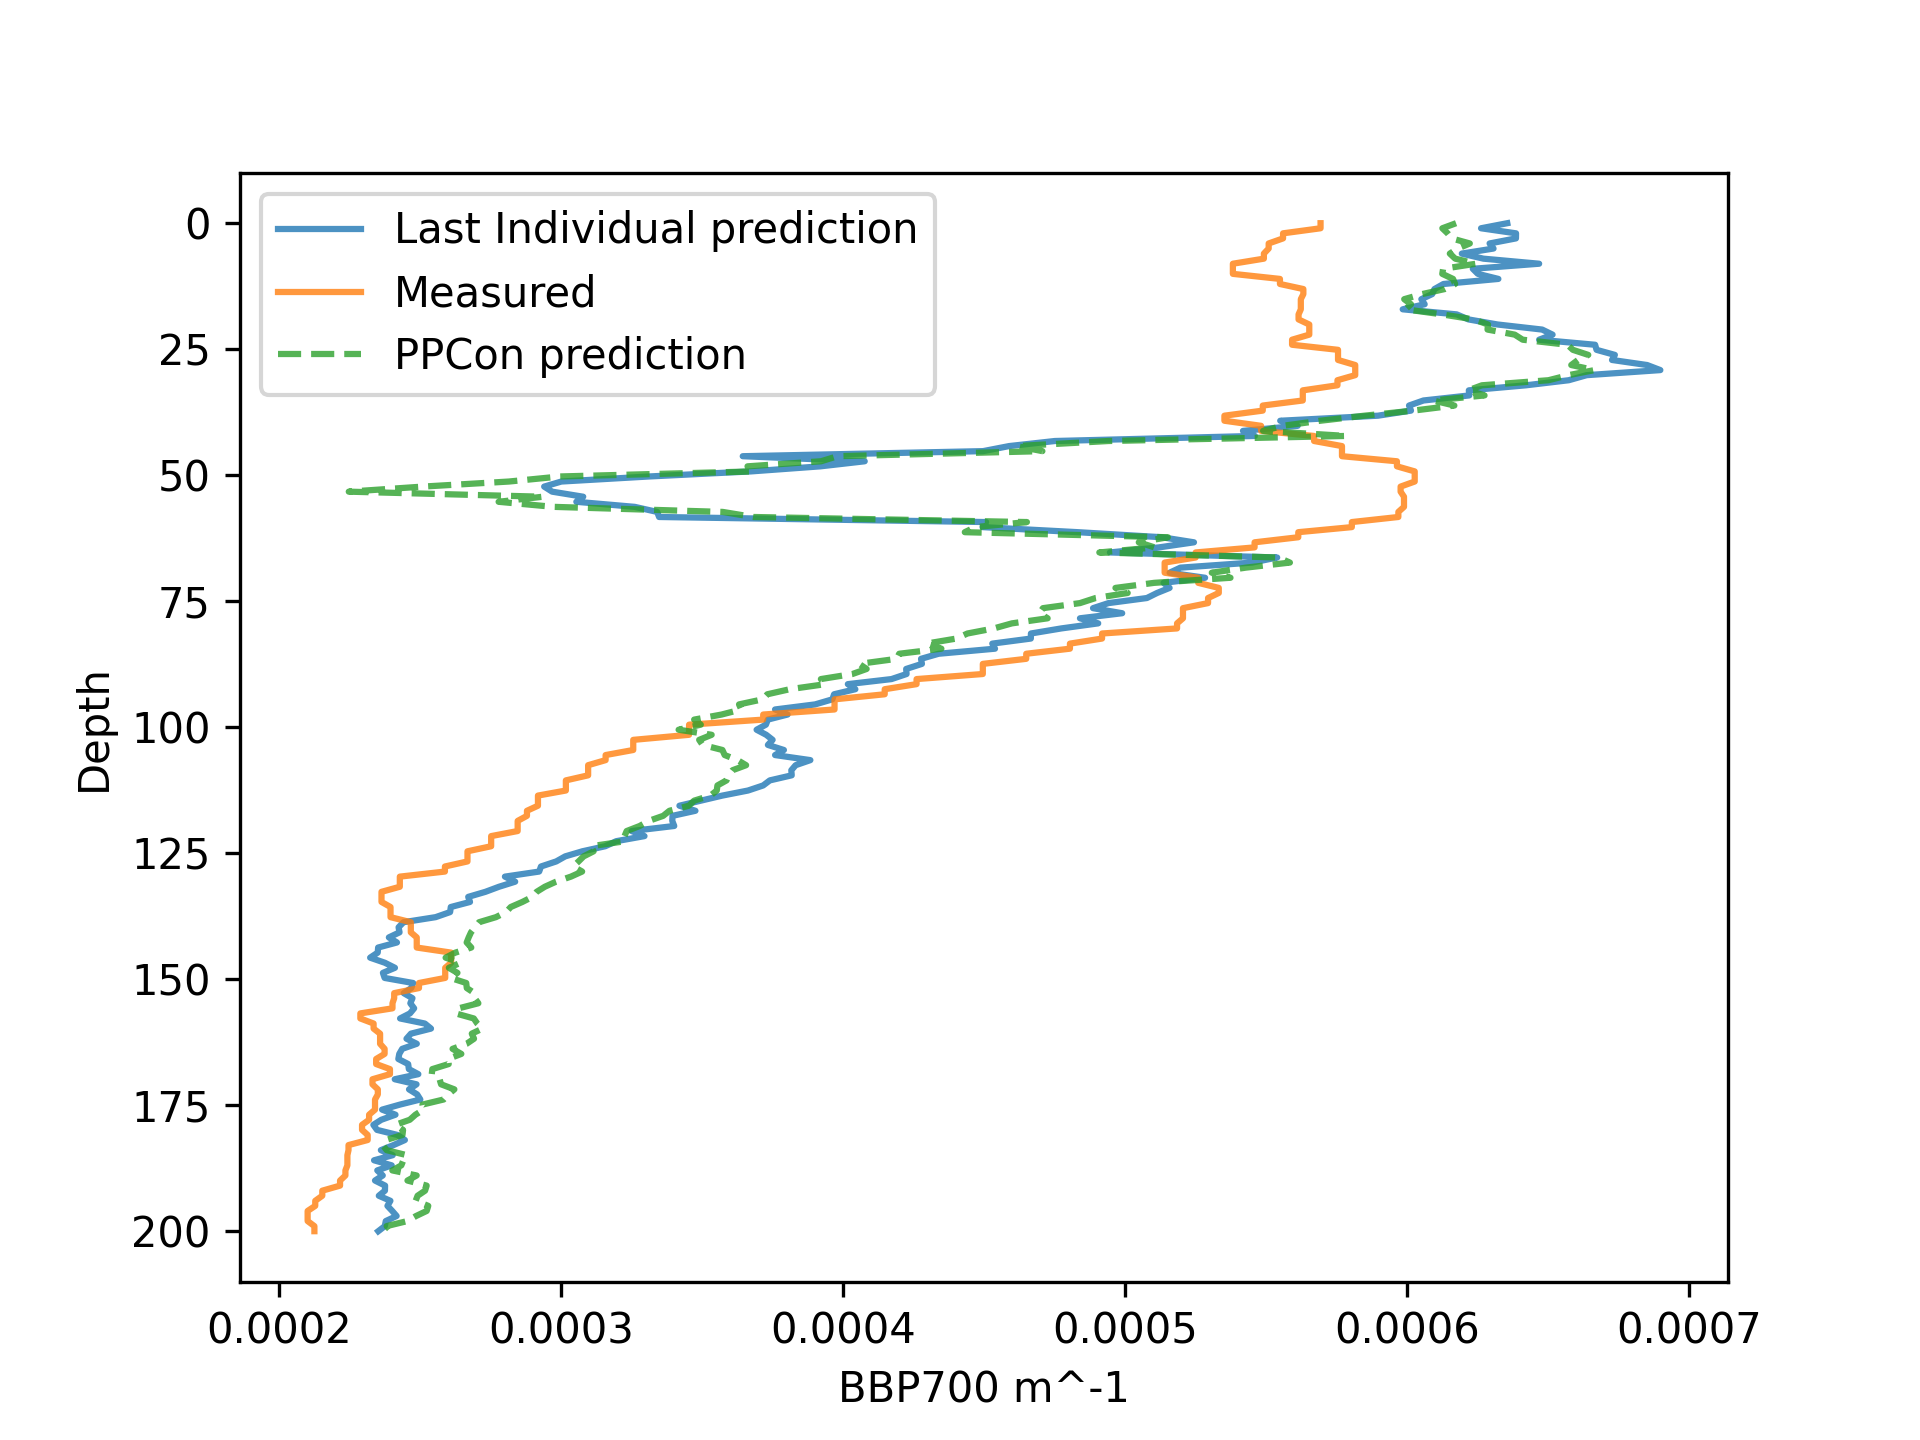 Last Individual prediction
Measured
PPCon prediction
0
25
50
75
100
125
150
175
200
Depth
0.0002 0.0003 0.0004 0.0005 0.0006 0.0007
BBP700 m^-1